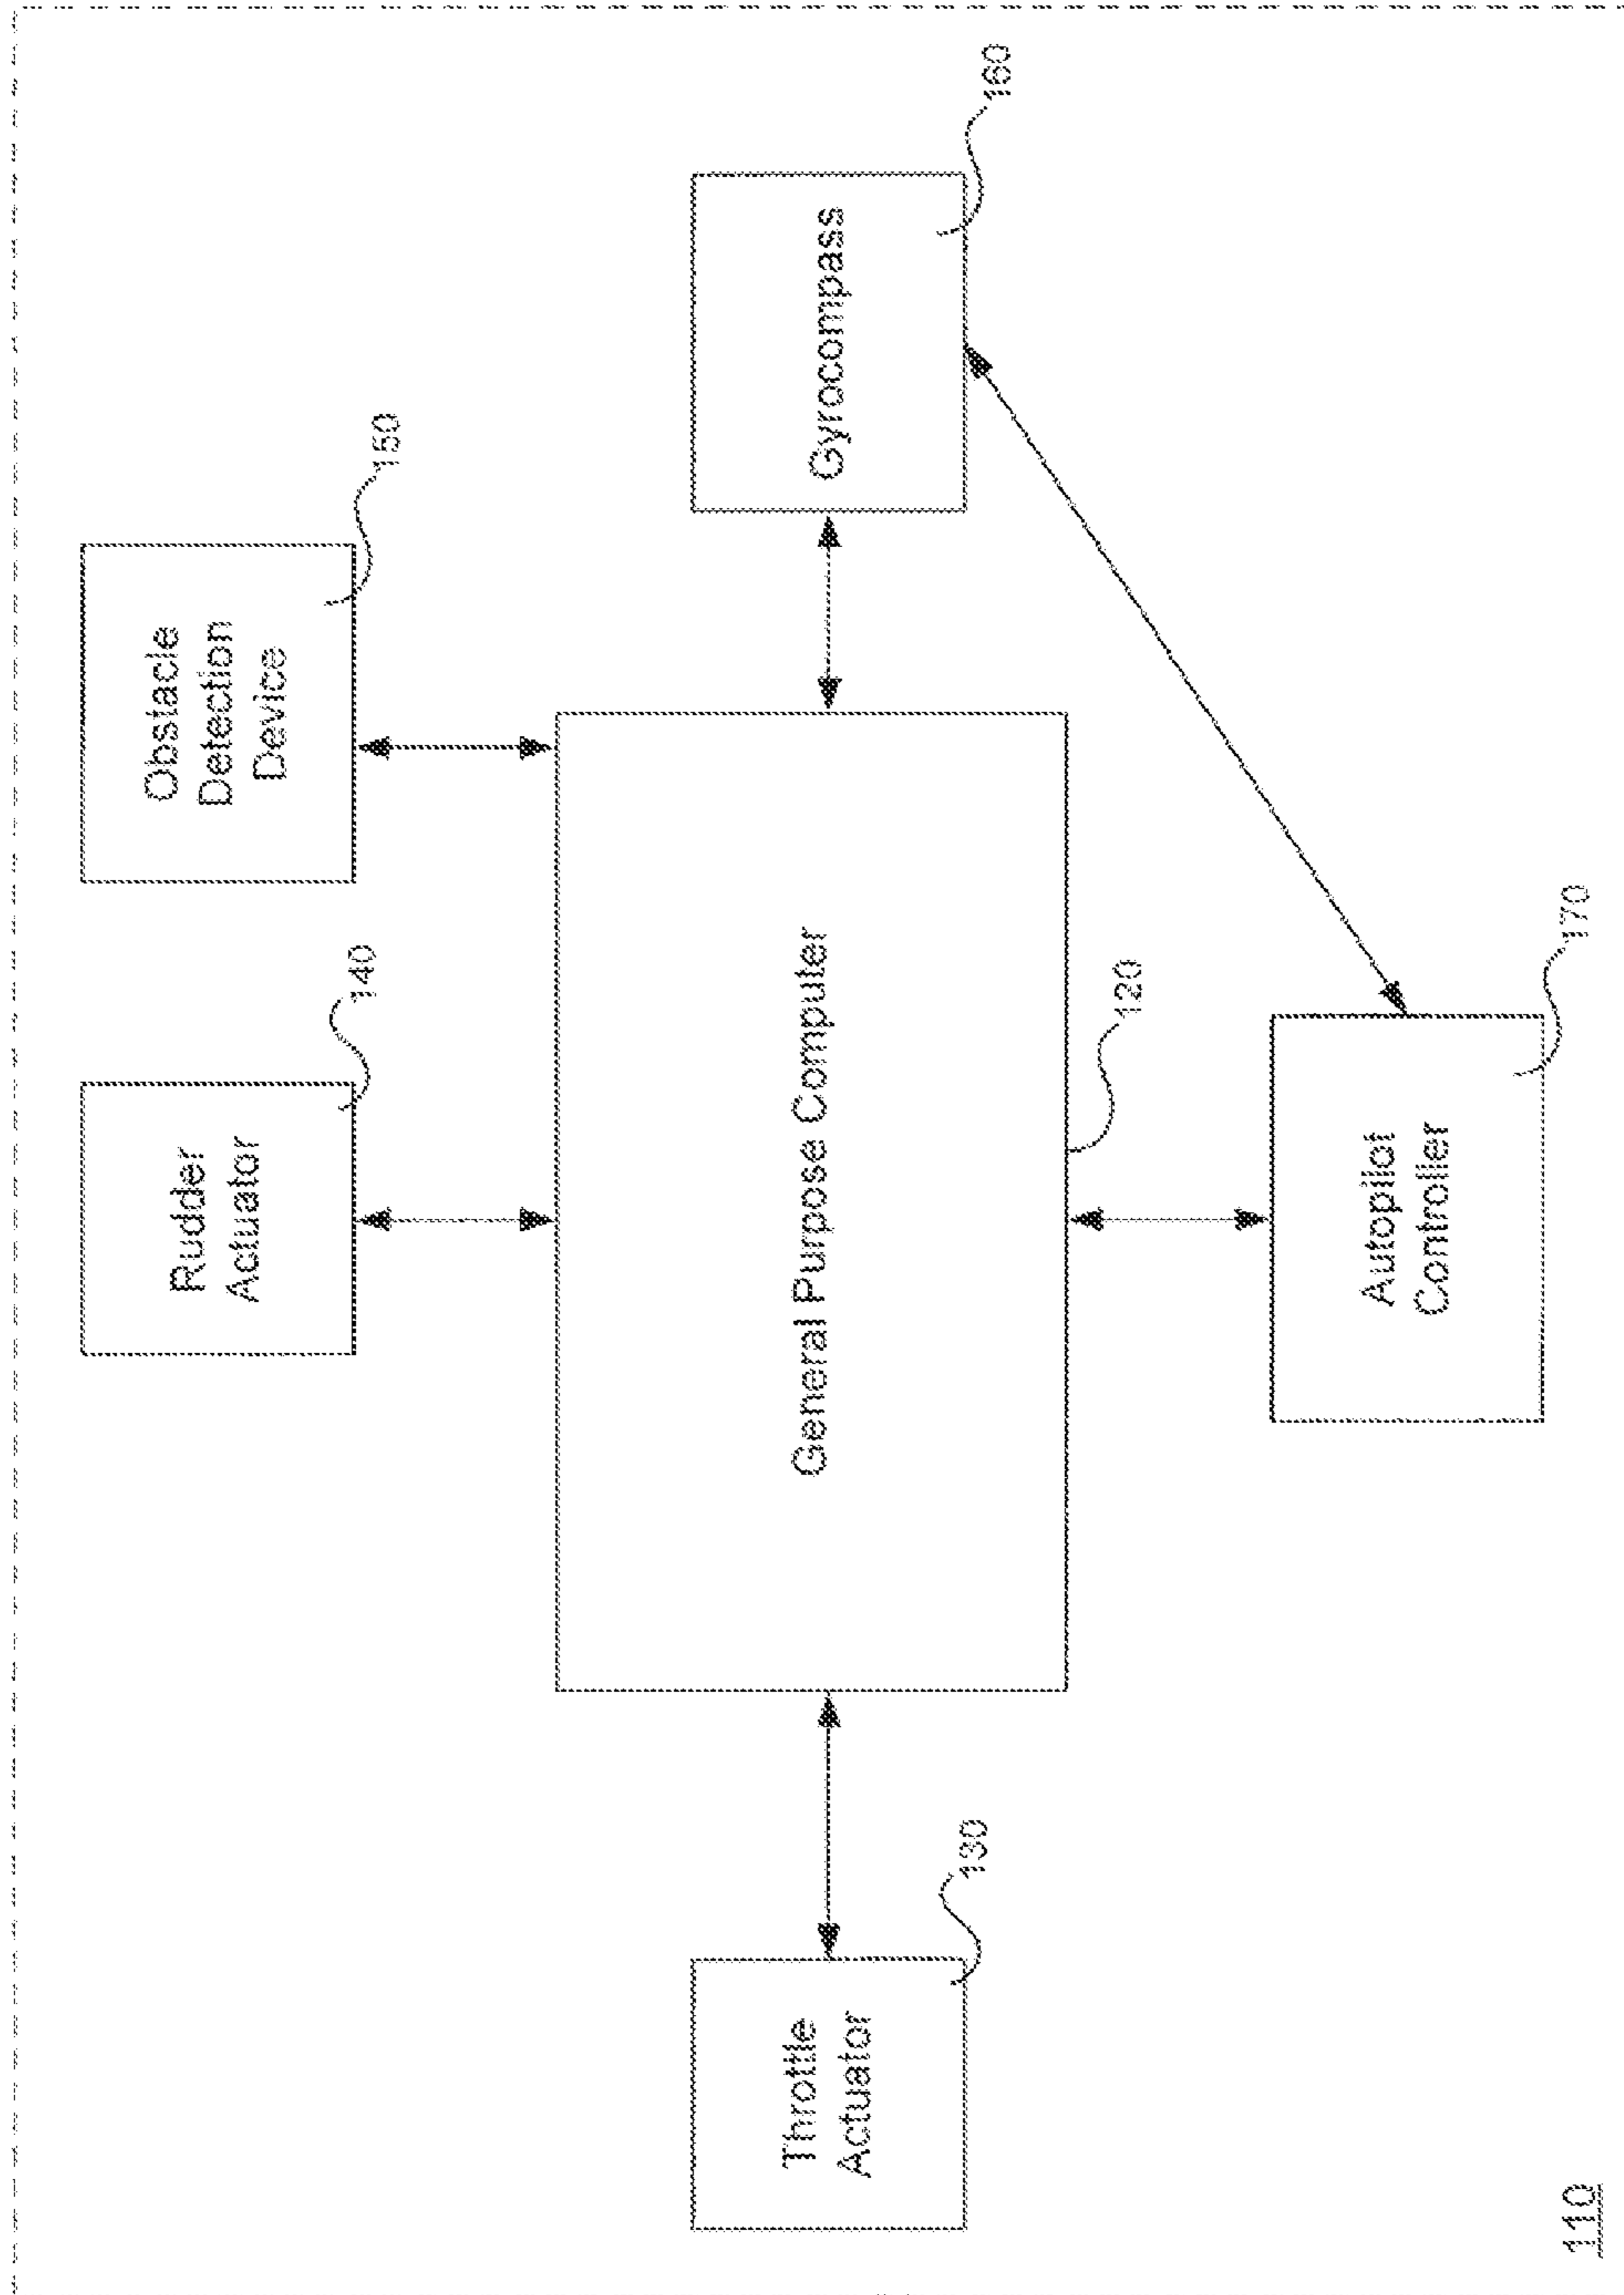 Rudder
Actuator
140
Obstacle
Detection
Device
150
Throttle
Actuator
130
General Purpose Computer
120
Gyrocompass
160
Autopilot
Controller
170
110